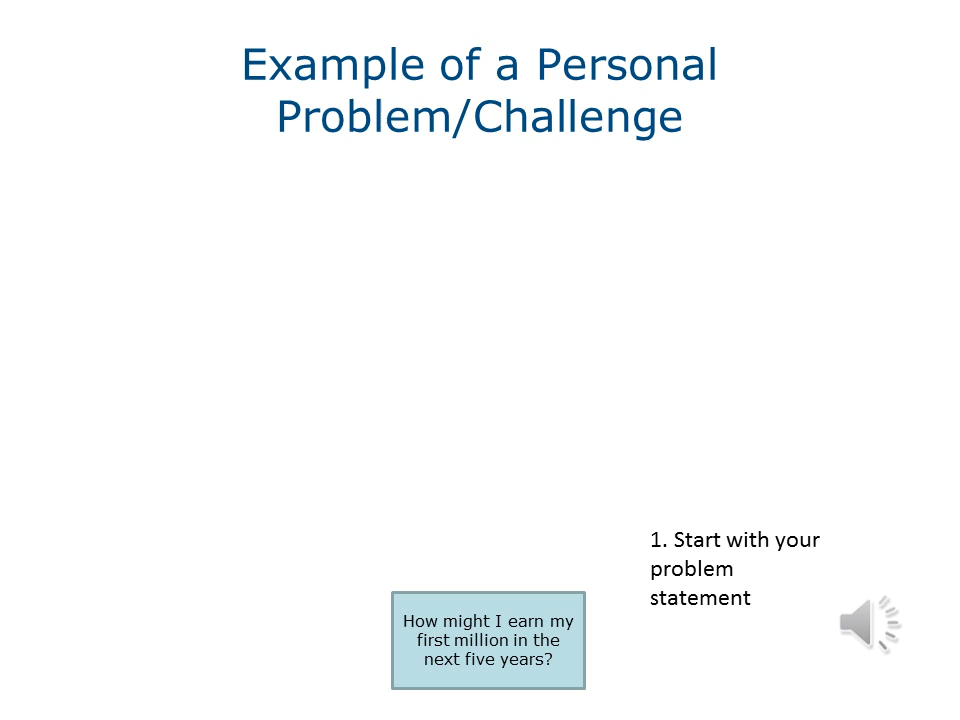 Example of a Personal
Problem/Challenge
1. Start with your
problem
statement
How might I earn my
first million in the
next five years?